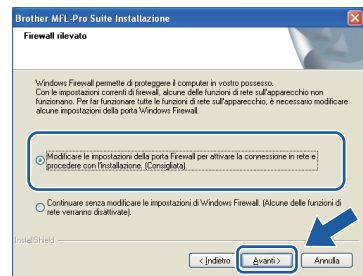 Brother MFL-Pro Suite Installazione
Firewall rilevato
Windows Firewall permette di proteggere il computer in vostro possesso.
Con le impostazioni correnti di firewall, alcune delle funzioni di rete sull'apparecchio non
funzionano. Per far funzionare tutte le funzioni di rete sull'apparecchio, è necessario modificare
alcune impostazioni della porta Windows Firewall.
Modificare le impostazioni della porta Firewall per attivare la connessione in rete e
procedere con l'installazione. (Consigliata).
Continuare senza modificare le impostazioni di Windows Firewall. (Alcune delle funzioni di
rete verranno disattivate).
InstallShield
< Indietro Avanti > Annulla